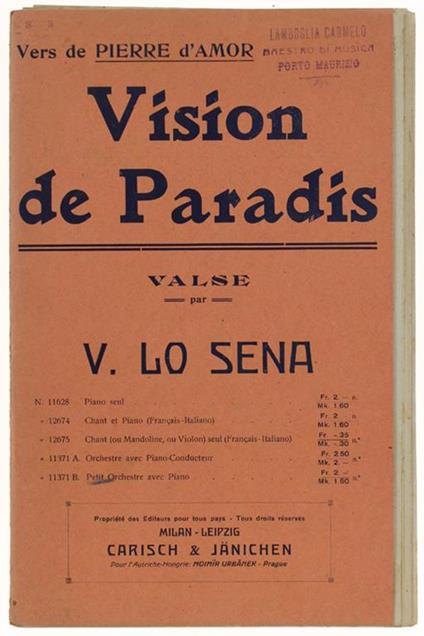 Vers de PIERRE d'AMOR
LAMBOGLIA CARMELO
MAESTRO DI MUSICA
PORTO MAURIZIO
Vision
de Paradis
VALSE
par
V. LO SENA
N. 11628 Piano seul Fr. 2. — n.
Mk. 1.60
» 12674 Chant et Piano (Français-Italiano) Fr. 2 n.
Mk. 1.60
» 12675 Chant (ou Mandoline, ou Violon) seul (Français-Italiano) Fr. -.35 n.
Mk. -.30
» 11371 A. Orchestre avec Piano-Conducteur Fr. 2.50 n.
Mk. 2. —
» 11371 B. Petit Orchestre avec Piano Fr. 2. — n.
Mk. 1.60
Propriété des Editeurs pour tous pays - Tous droits réservés
MILAN - LEIPZIG
CARISCH & JÄNICHEN
Pour l'Autriche-Hongrie: MOJMÍR URBÁNEK - Prague